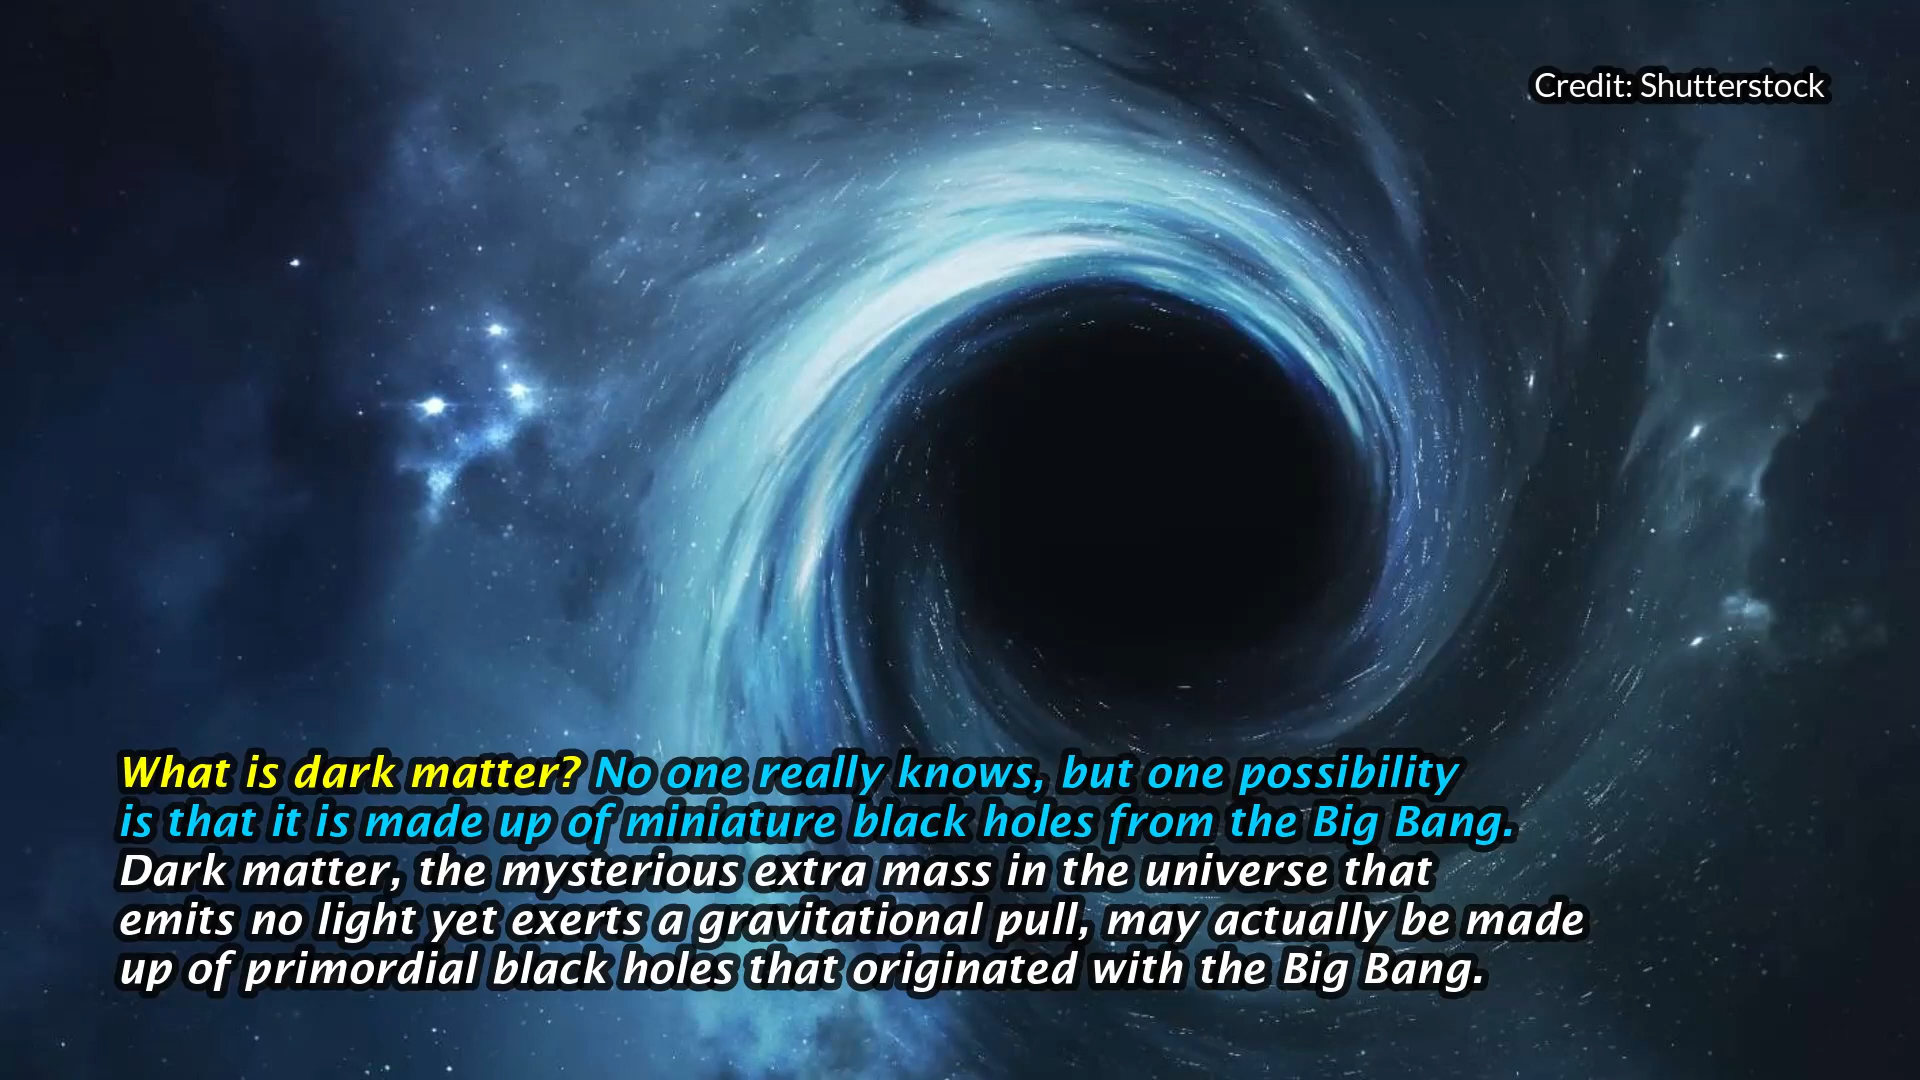 Credit: Shutterstock
What is dark matter? No one really knows, but one possibility
is that it is made up of miniature black holes from the Big Bang.
Dark matter, the mysterious extra mass in the universe that
emits no light yet exerts a gravitational pull, may actually be made
up of primordial black holes that originated with the Big Bang.